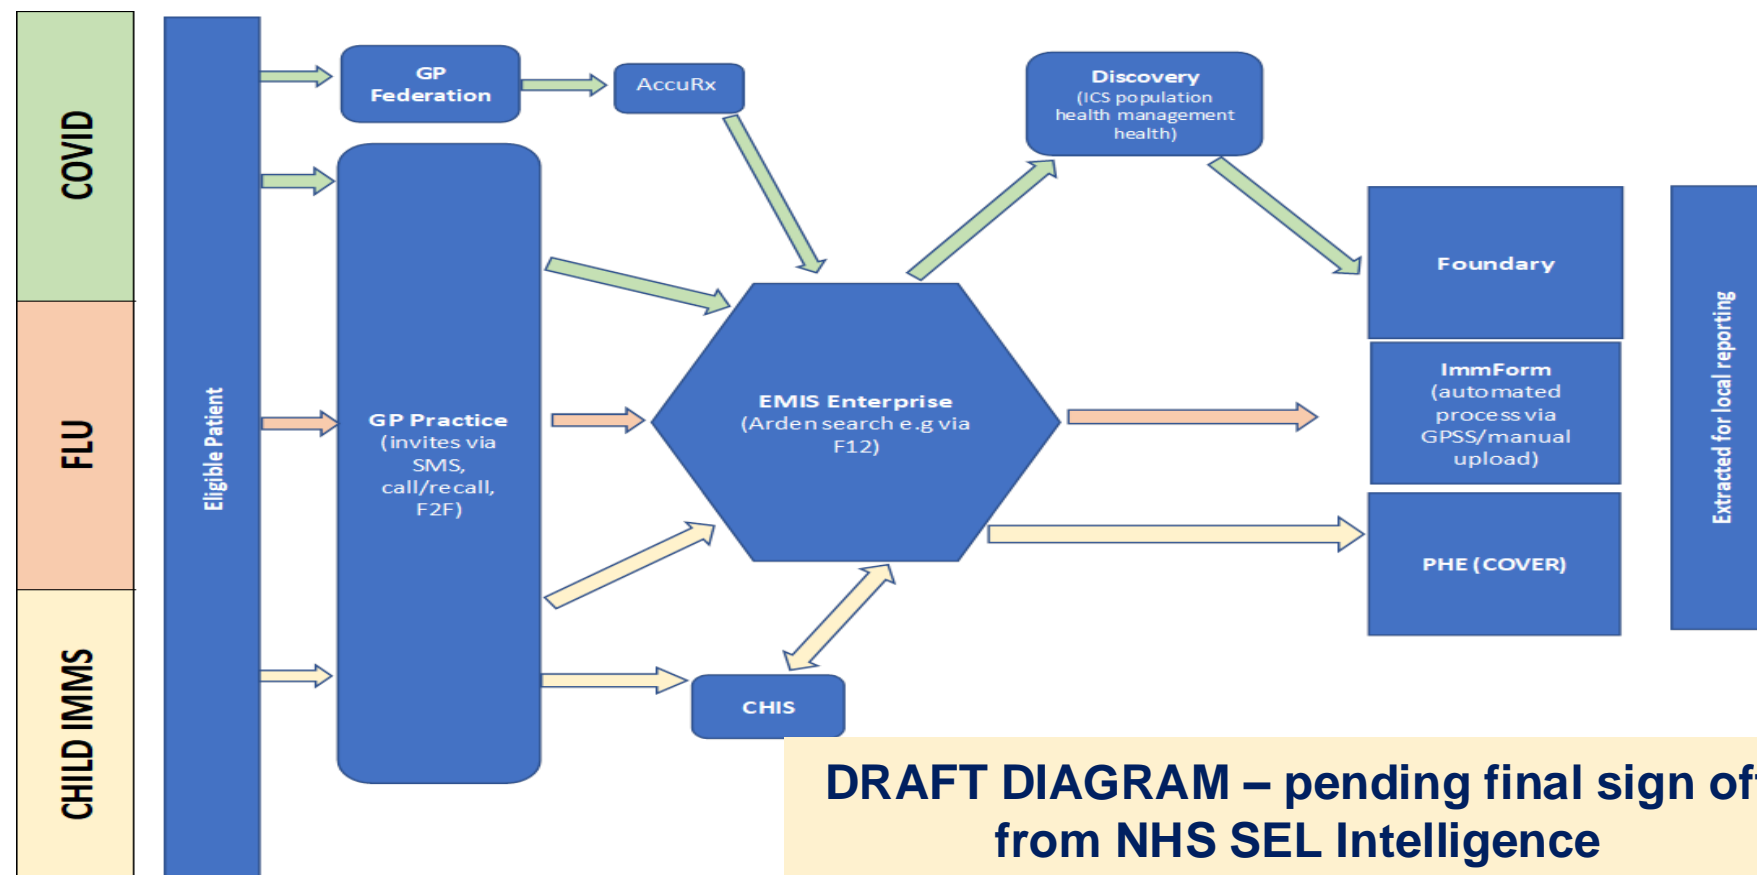 COVID
FLU
CHILD IMMS
Eligible Patient
GP
Federation
AccuRx
GP Practice
(invites via
SMS,
call/recall,
F2F)
EMIS Enterprise
(Arden search e.g via
F12)
CHIS
Discovery
(ICS population
health management
health)
Foundary
ImmForm
(automated
process via
GPSS/manual
upload)
PHE (COVER)
Extracted for local reporting
DRAFT DIAGRAM – pending final sign of
from NHS SEL Intelligence